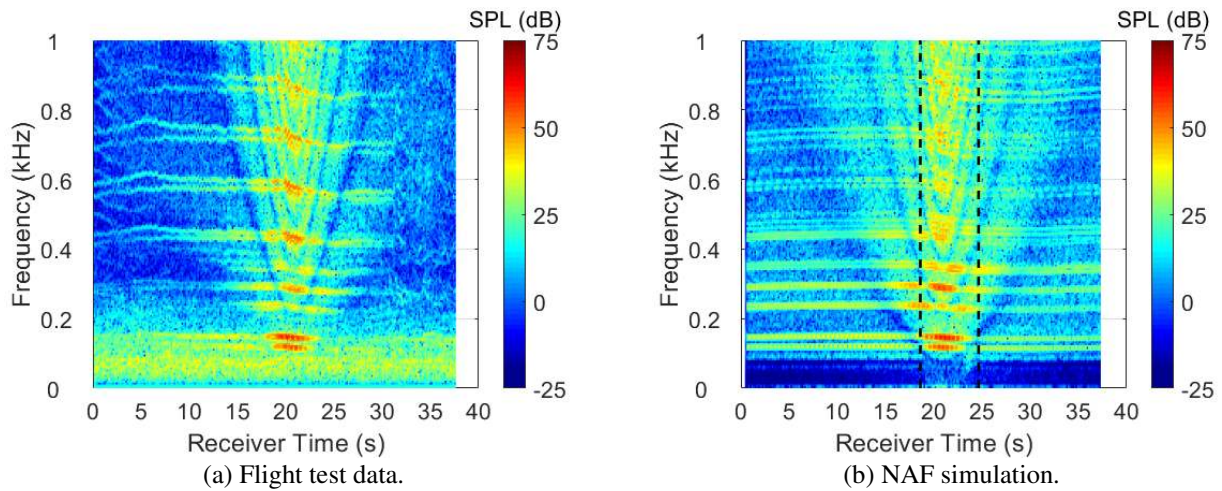 SPL (dB)
1
0.8
0.6
0.4
0.2
0
Frequency (kHz)
75
50
25
0
-25
0 5 10 15 20 25 30 35 40
Receiver Time (s)
(a) Flight test data.
SPL (dB)
1
0.8
0.6
0.4
0.2
0
Frequency (kHz)
75
50
25
0
-25
0 5 10 15 20 25 30 35 40
Receiver Time (s)
(b) NAF simulation.